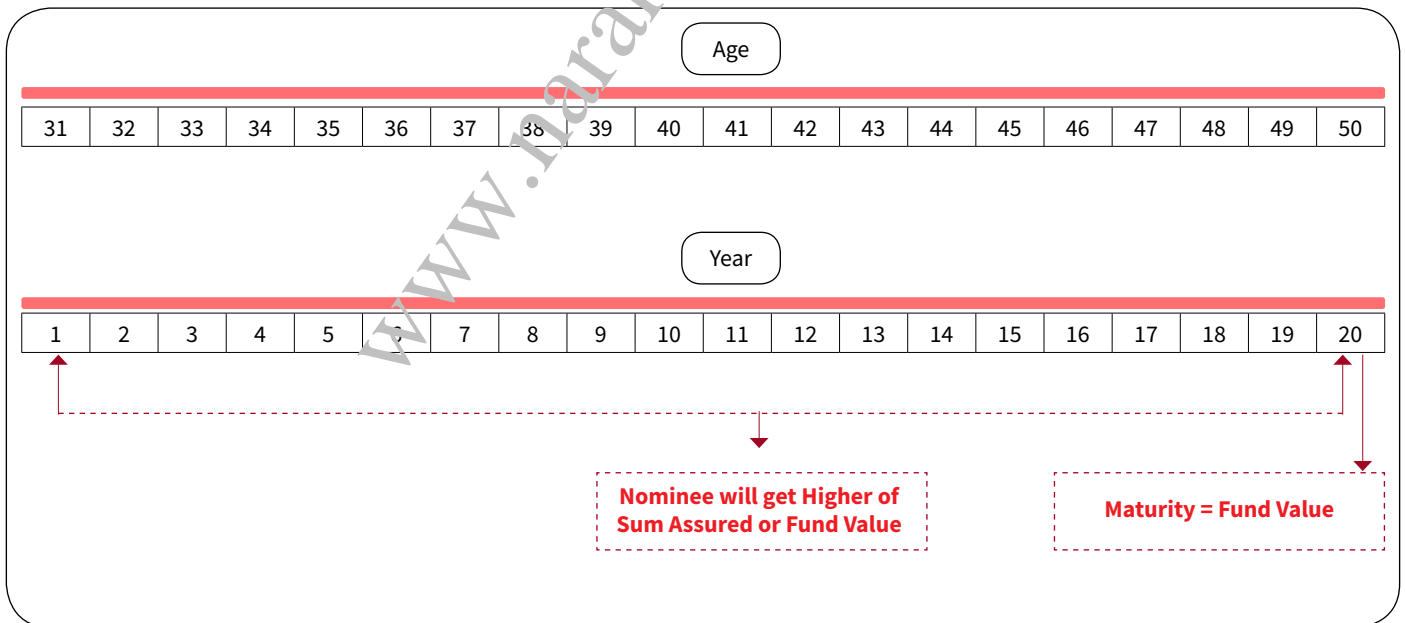 Age
31 32 33 34 35 36 37 38 39 40 41 42 43 44 45 46 47 48 49 50
Year
1 2 3 4 5 6 7 8 9 10 11 12 13 14 15 16 17 18 19 20
Nominee will get Higher of
Sum Assured or Fund Value
Maturity = Fund Value